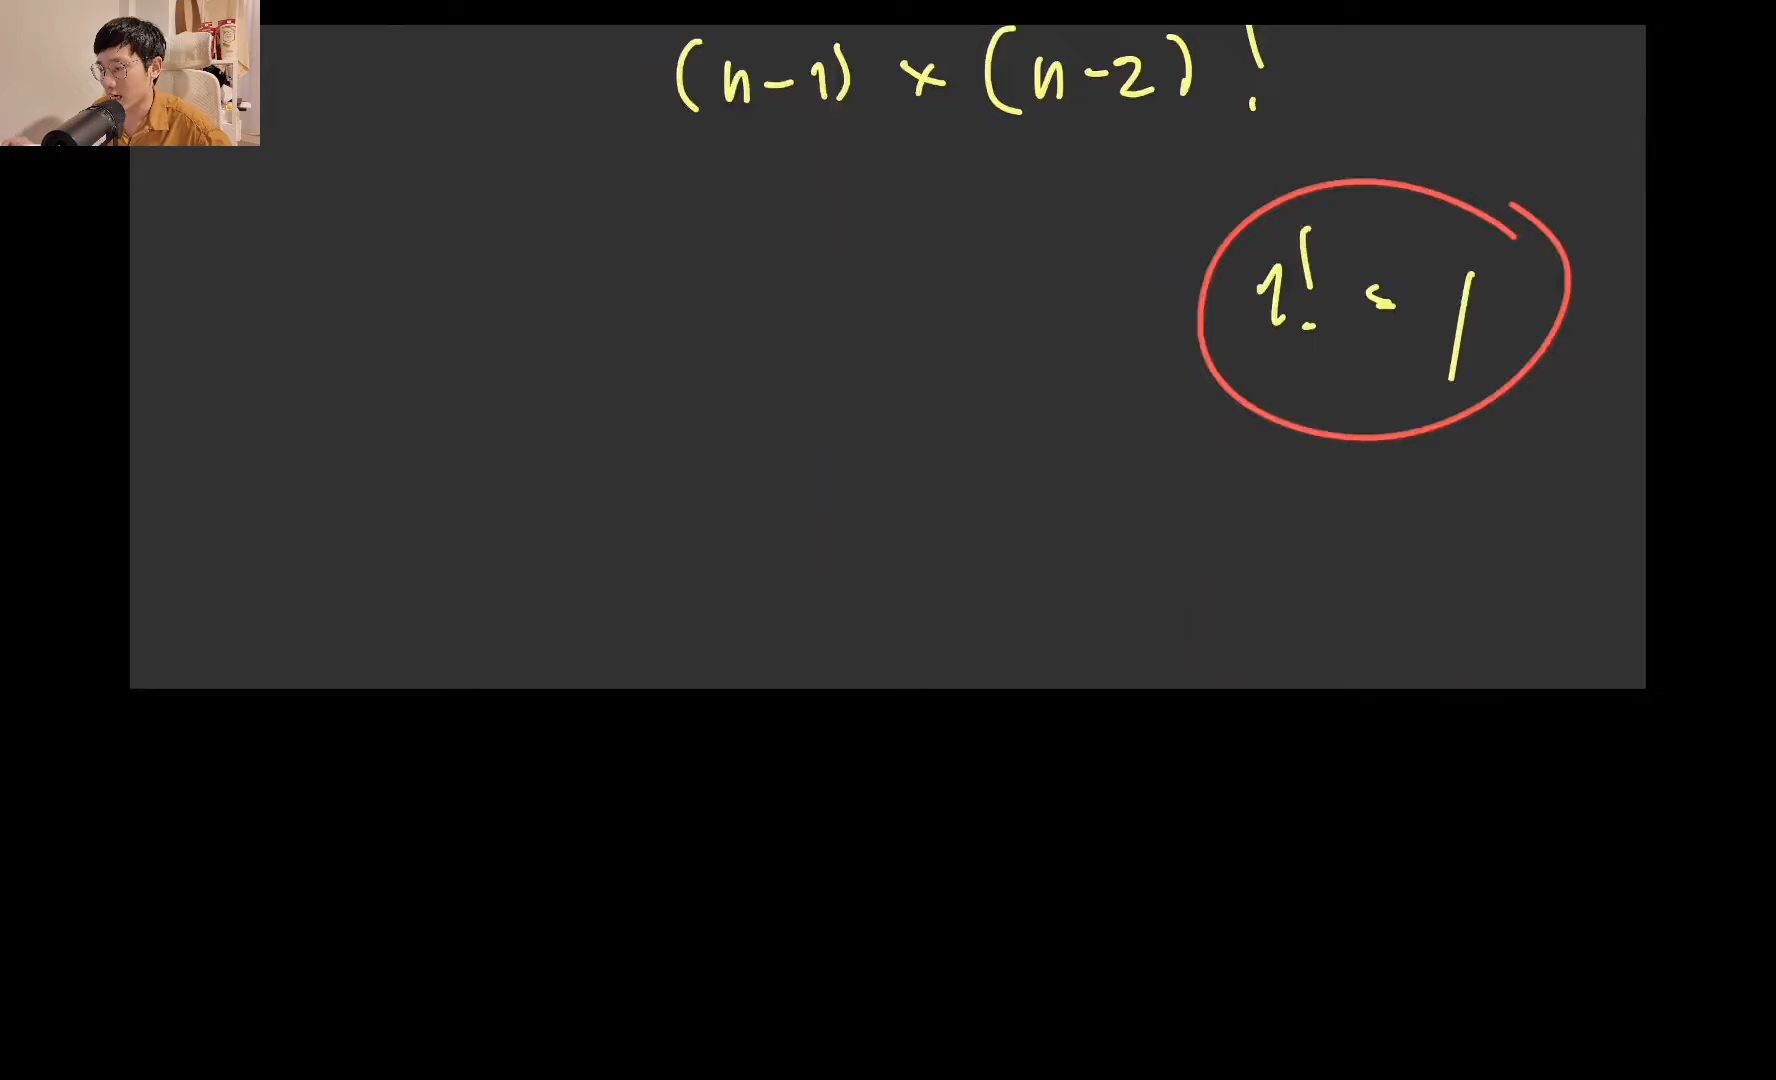 (n-1) × (n-2)!
1! = 1